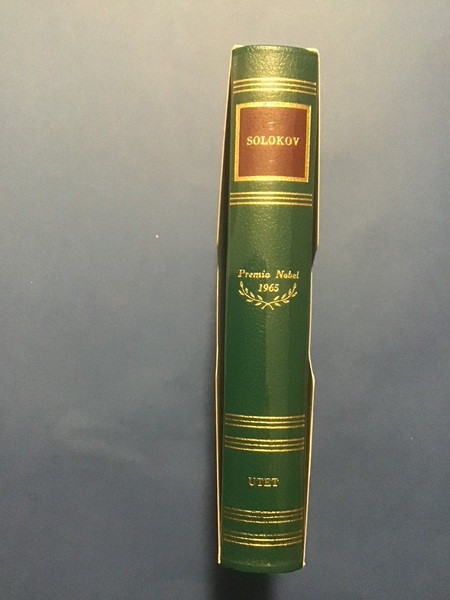 SOLOKOV
Premio Nobel
1965
UTET